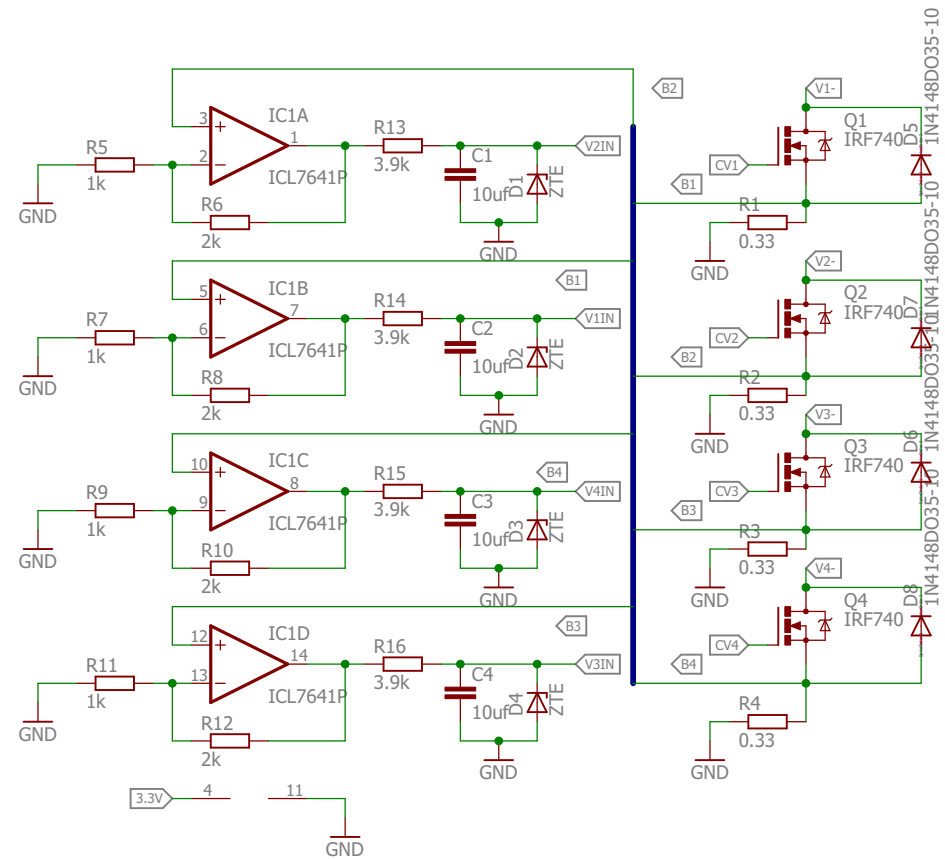 B2
3
+
IC1A
1
2
−
ICL7641P
R5
1k
GND
R6
2k
R13
3.9k
C1
10uf
D1
ZTE
V2IN
GND
B1
5
+
IC1B
7
6
−
ICL7641P
R7
1k
GND
R8
2k
R14
3.9k
C2
10uf
D2
ZTE
V1IN
GND
B4
10
+
IC1C
8
9
−
ICL7641P
R9
1k
GND
R10
2k
R15
3.9k
C3
10uf
D3
ZTE
V4IN
GND
B3
12
+
IC1D
14
13
−
ICL7641P
R11
1k
GND
R12
2k
R16
3.9k
C4
10uf
D4
ZTE
V3IN
GND
3.3V
4
11
GND
V1-
Q1
IRF740
CV1
D5
1N4148DO35-10
B1
R1
0.33
GND
V2-
Q2
IRF740
CV2
D7
1N4148DO35-10
B2
R2
0.33
GND
V3-
Q3
IRF740
CV3
D6
1N4148DO35-10
B3
R3
0.33
GND
V4-
Q4
IRF740
CV4
D8
1N4148DO35-10
B4
R4
0.33
GND